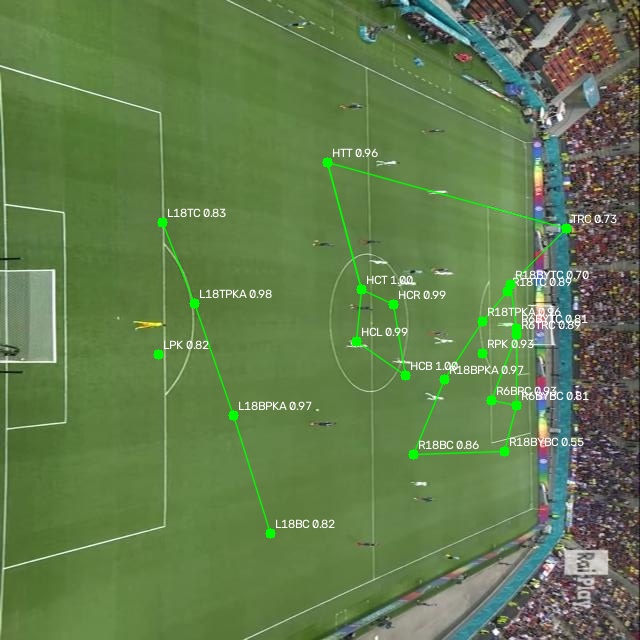 HTT 0.96
TRC 0.73
L18TC 0.83
R18BYTC 0.70
R18TC 0.89
HCT 1.00
HCR 0.99
L18TPKA 0.98
R18TPKA 0.96
R6BYTC 0.81
R6TRC 0.89
HCL 0.99
LPK 0.82
RPK 0.93
HCB 1.00
R18BPKA 0.97
R6BRC 0.93
R6BYBC 0.81
L18BPKA 0.97
R18BC 0.86
R18BYBC 0.55
L18BC 0.82
RaiPlay